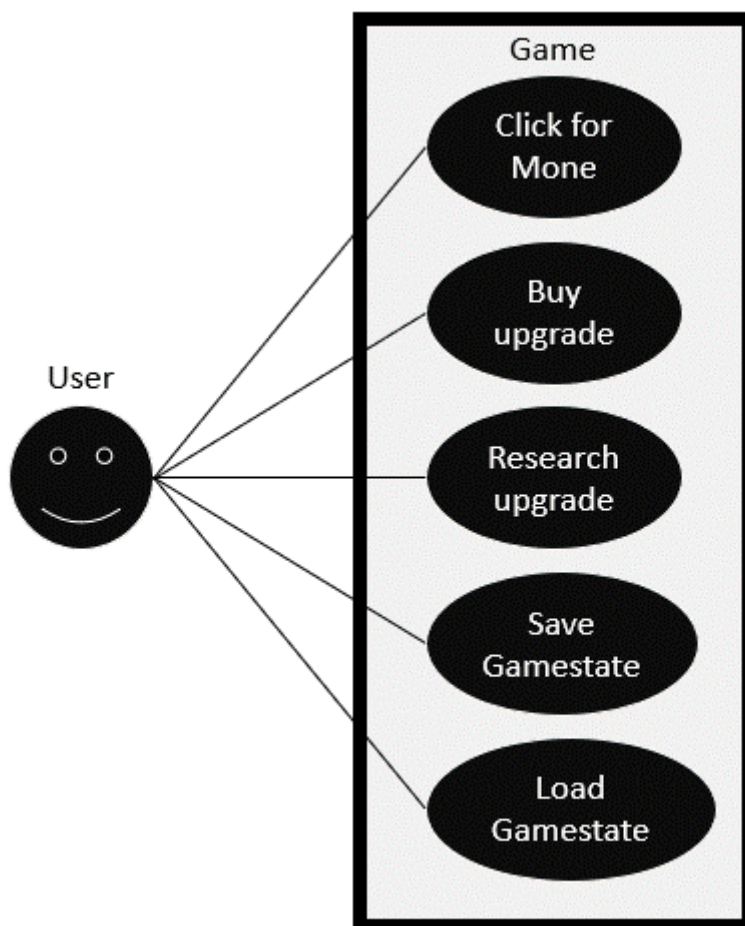 Game
Click for
Mone
Buy
upgrade
User
Research
upgrade
Save
Gamestate
Load
Gamestate